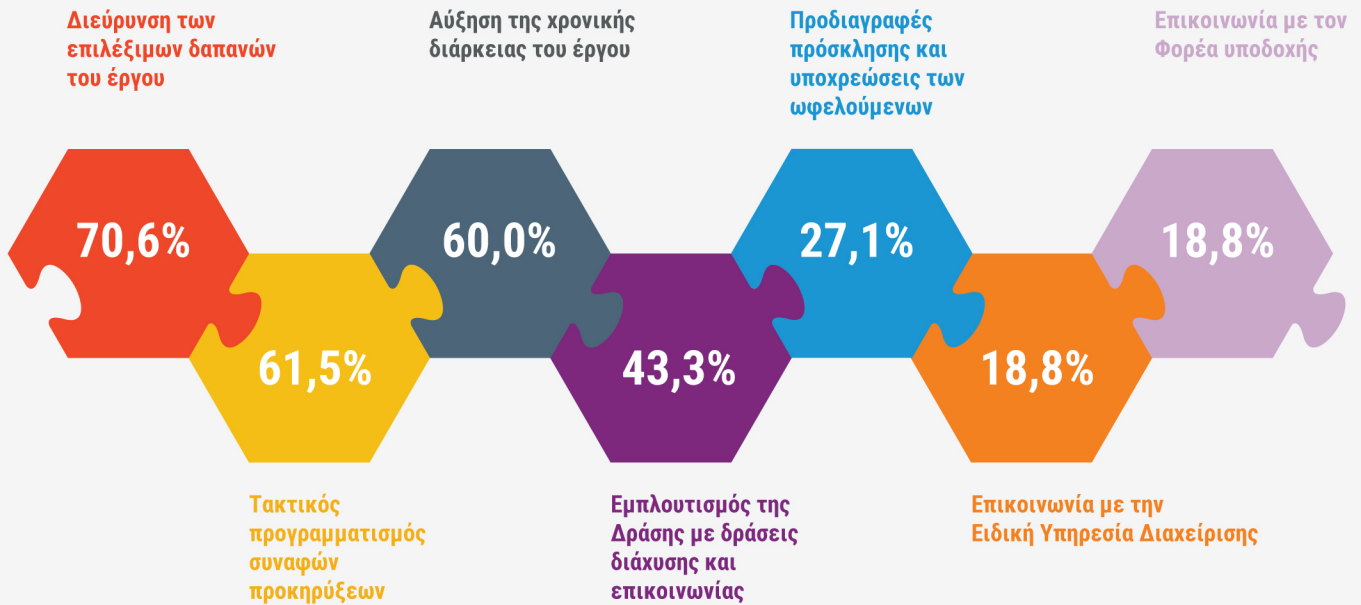 Διεύρυνση των
επιλέξιμων δαπανών
του έργου
Αύξηση της χρονικής
διάρκειας του έργου
Προδιαγραφές
πρόσκλησης και
υποχρεώσεις των
ωφελούμενων
Επικοινωνία με τον
Φορέα υποδοχής
70,6%
60,0%
27,1%
18,8%
61,5%
43,3%
18,8%
Τακτικός
προγραμματισμός
συναφών
προκηρύξεων
Εμπλουτισμός της
Δράσης με δράσεις
διάχυσης και
επικοινωνίας
Επικοινωνία με την
Ειδική Υπηρεσία Διαχείρισης